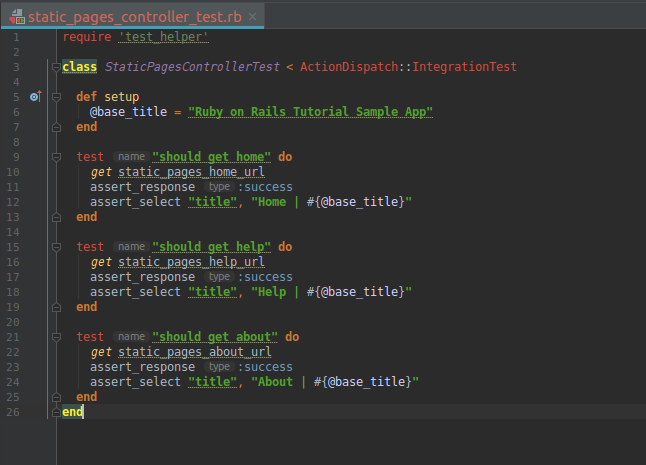 static_pages_controller_test.rb ×
1 require 'test_helper'
2
3 class StaticPagesControllerTest < ActionDispatch::IntegrationTest
4
5 def setup
6 @base_title = "Ruby on Rails Tutorial Sample App"
7 end
8
9 test name "should get home" do
10 get static_pages_home_url
11 assert_response type :success
12 assert_select "title", "Home | #{@base_title}"
13 end
14
15 test name "should get help" do
16 get static_pages_help_url
17 assert_response type :success
18 assert_select "title", "Help | #{@base_title}"
19 end
20
21 test name "should get about" do
22 get static_pages_about_url
23 assert_response type :success
24 assert_select "title", "About | #{@base_title}"
25 end
26 end